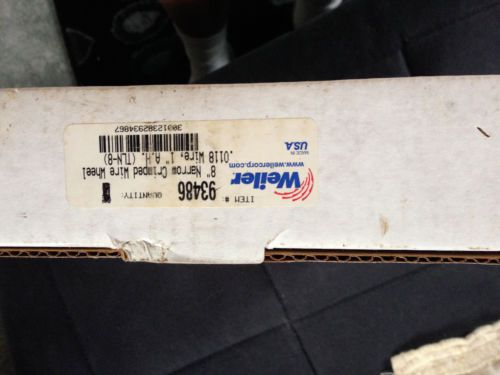 ITEM # QUANTITY:
93486
8" Narrow Crimped Wire Wheel
.0118 Wire, 1" A.H. (TLN-8)
Weiler
www.weilercorp.com
MADE IN
U.S.A.